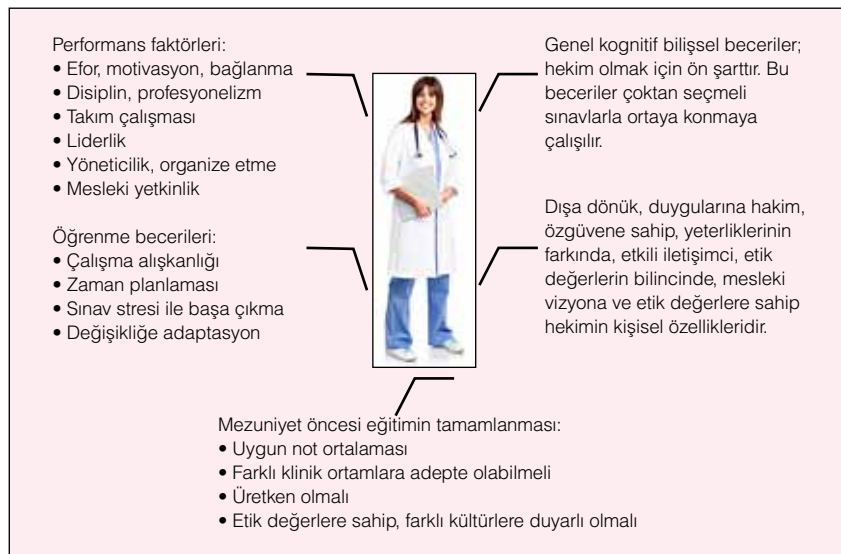 Performans faktörleri:
• Efor, motivasyon, bağlanma
• Disiplin, profesyonelizm
• Takım çalışması
• Liderlik
• Yöneticilik, organize etme
• Mesleki yetkinlik
Öğrenme becerileri:
• Çalışma alışkanlığı
• Zaman planlaması
• Sınav stresi ile başa çıkma
• Değişikliğe adaptasyon
Genel kognitif bilişsel beceriler;
hekim olmak için ön şarttır. Bu
beceriler çoktan seçmeli
sınavlarla ortaya konmaya
çalışılır.
Dışa dönük, duygularına hakim,
özgüvene sahip, yeterliklerinin
farkında, etkili iletişimci, etik
değerlerin bilincinde, mesleki
vizyona ve etik değerlere sahip
hekimin kişisel özellikleridir.
Mezuniyet öncesi eğitimin tamamlanması:
• Uygun not ortalaması
• Farklı klinik ortamlara adepte olabilmeli
• Üretken olmalı
• Etik değerlere sahip, farklı kültürlere duyarlı olmalı